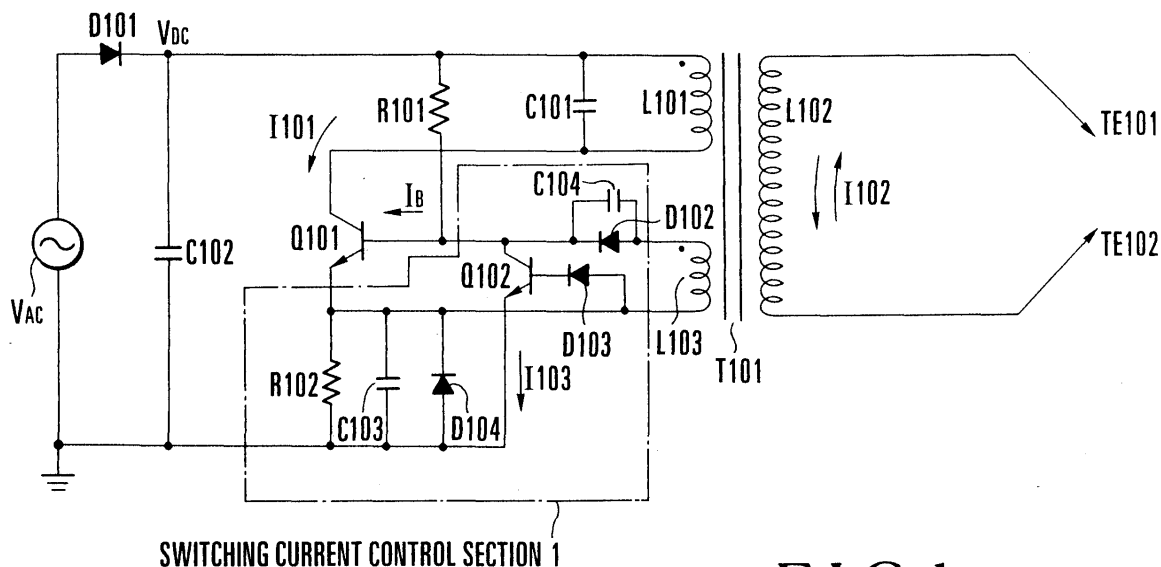 D101
VDC
R101
C101
L101
L102
TE101
I101
C104
I102
IB
D102
Q101
Q102
C102
TE102
VAC
D103
L103
T101
R102
I103
C103
D104
SWITCHING CURRENT CONTROL SECTION 1